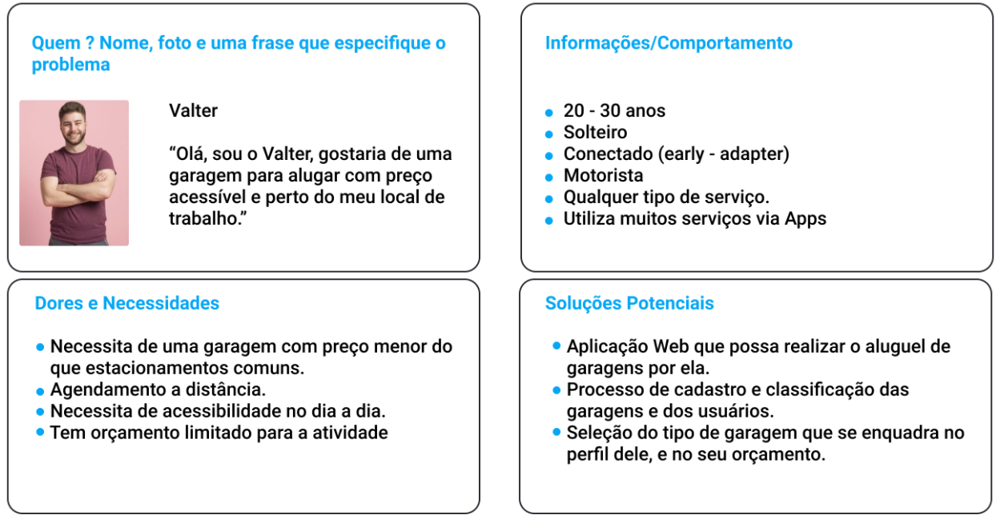 Quem ? Nome, foto e uma frase que especifique o
problema
Valter
“Olá, sou o Valter, gostaria de uma
garagem para alugar com preço
acessível e perto do meu local de
trabalho.”
Informações/Comportamento
20 - 30 anos
Solteiro
Conectado (early - adapter)
Motorista
Qualquer tipo de serviço.
Utiliza muitos serviços via Apps
Dores e Necessidades
Necessita de uma garagem com preço menor do
que estacionamentos comuns.
Agendamento a distância.
Necessita de acessibilidade no dia a dia.
Tem orçamento limitado para a atividade
Soluções Potenciais
Aplicação Web que possa realizar o aluguel de
garagens por ela.
Processo de cadastro e classificação das
garagens e dos usuários.
Seleção do tipo de garagem que se enquadra no
perfil dele, e no seu orçamento.